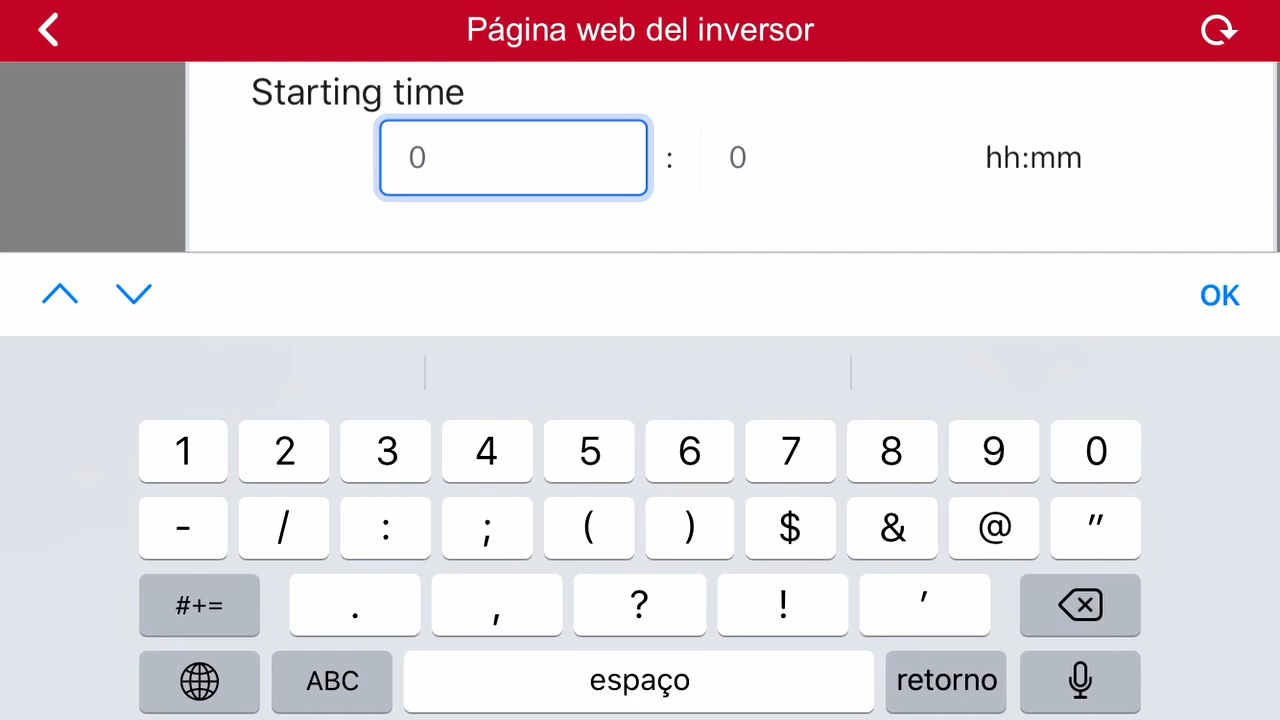 Página web del inversor
Starting time
0 : 0 hh:mm
OK
1 2 3 4 5 6 7 8 9 0
- / : ; ( ) $ & @ "
#+= . , ? ! '
ABC espaço retorno